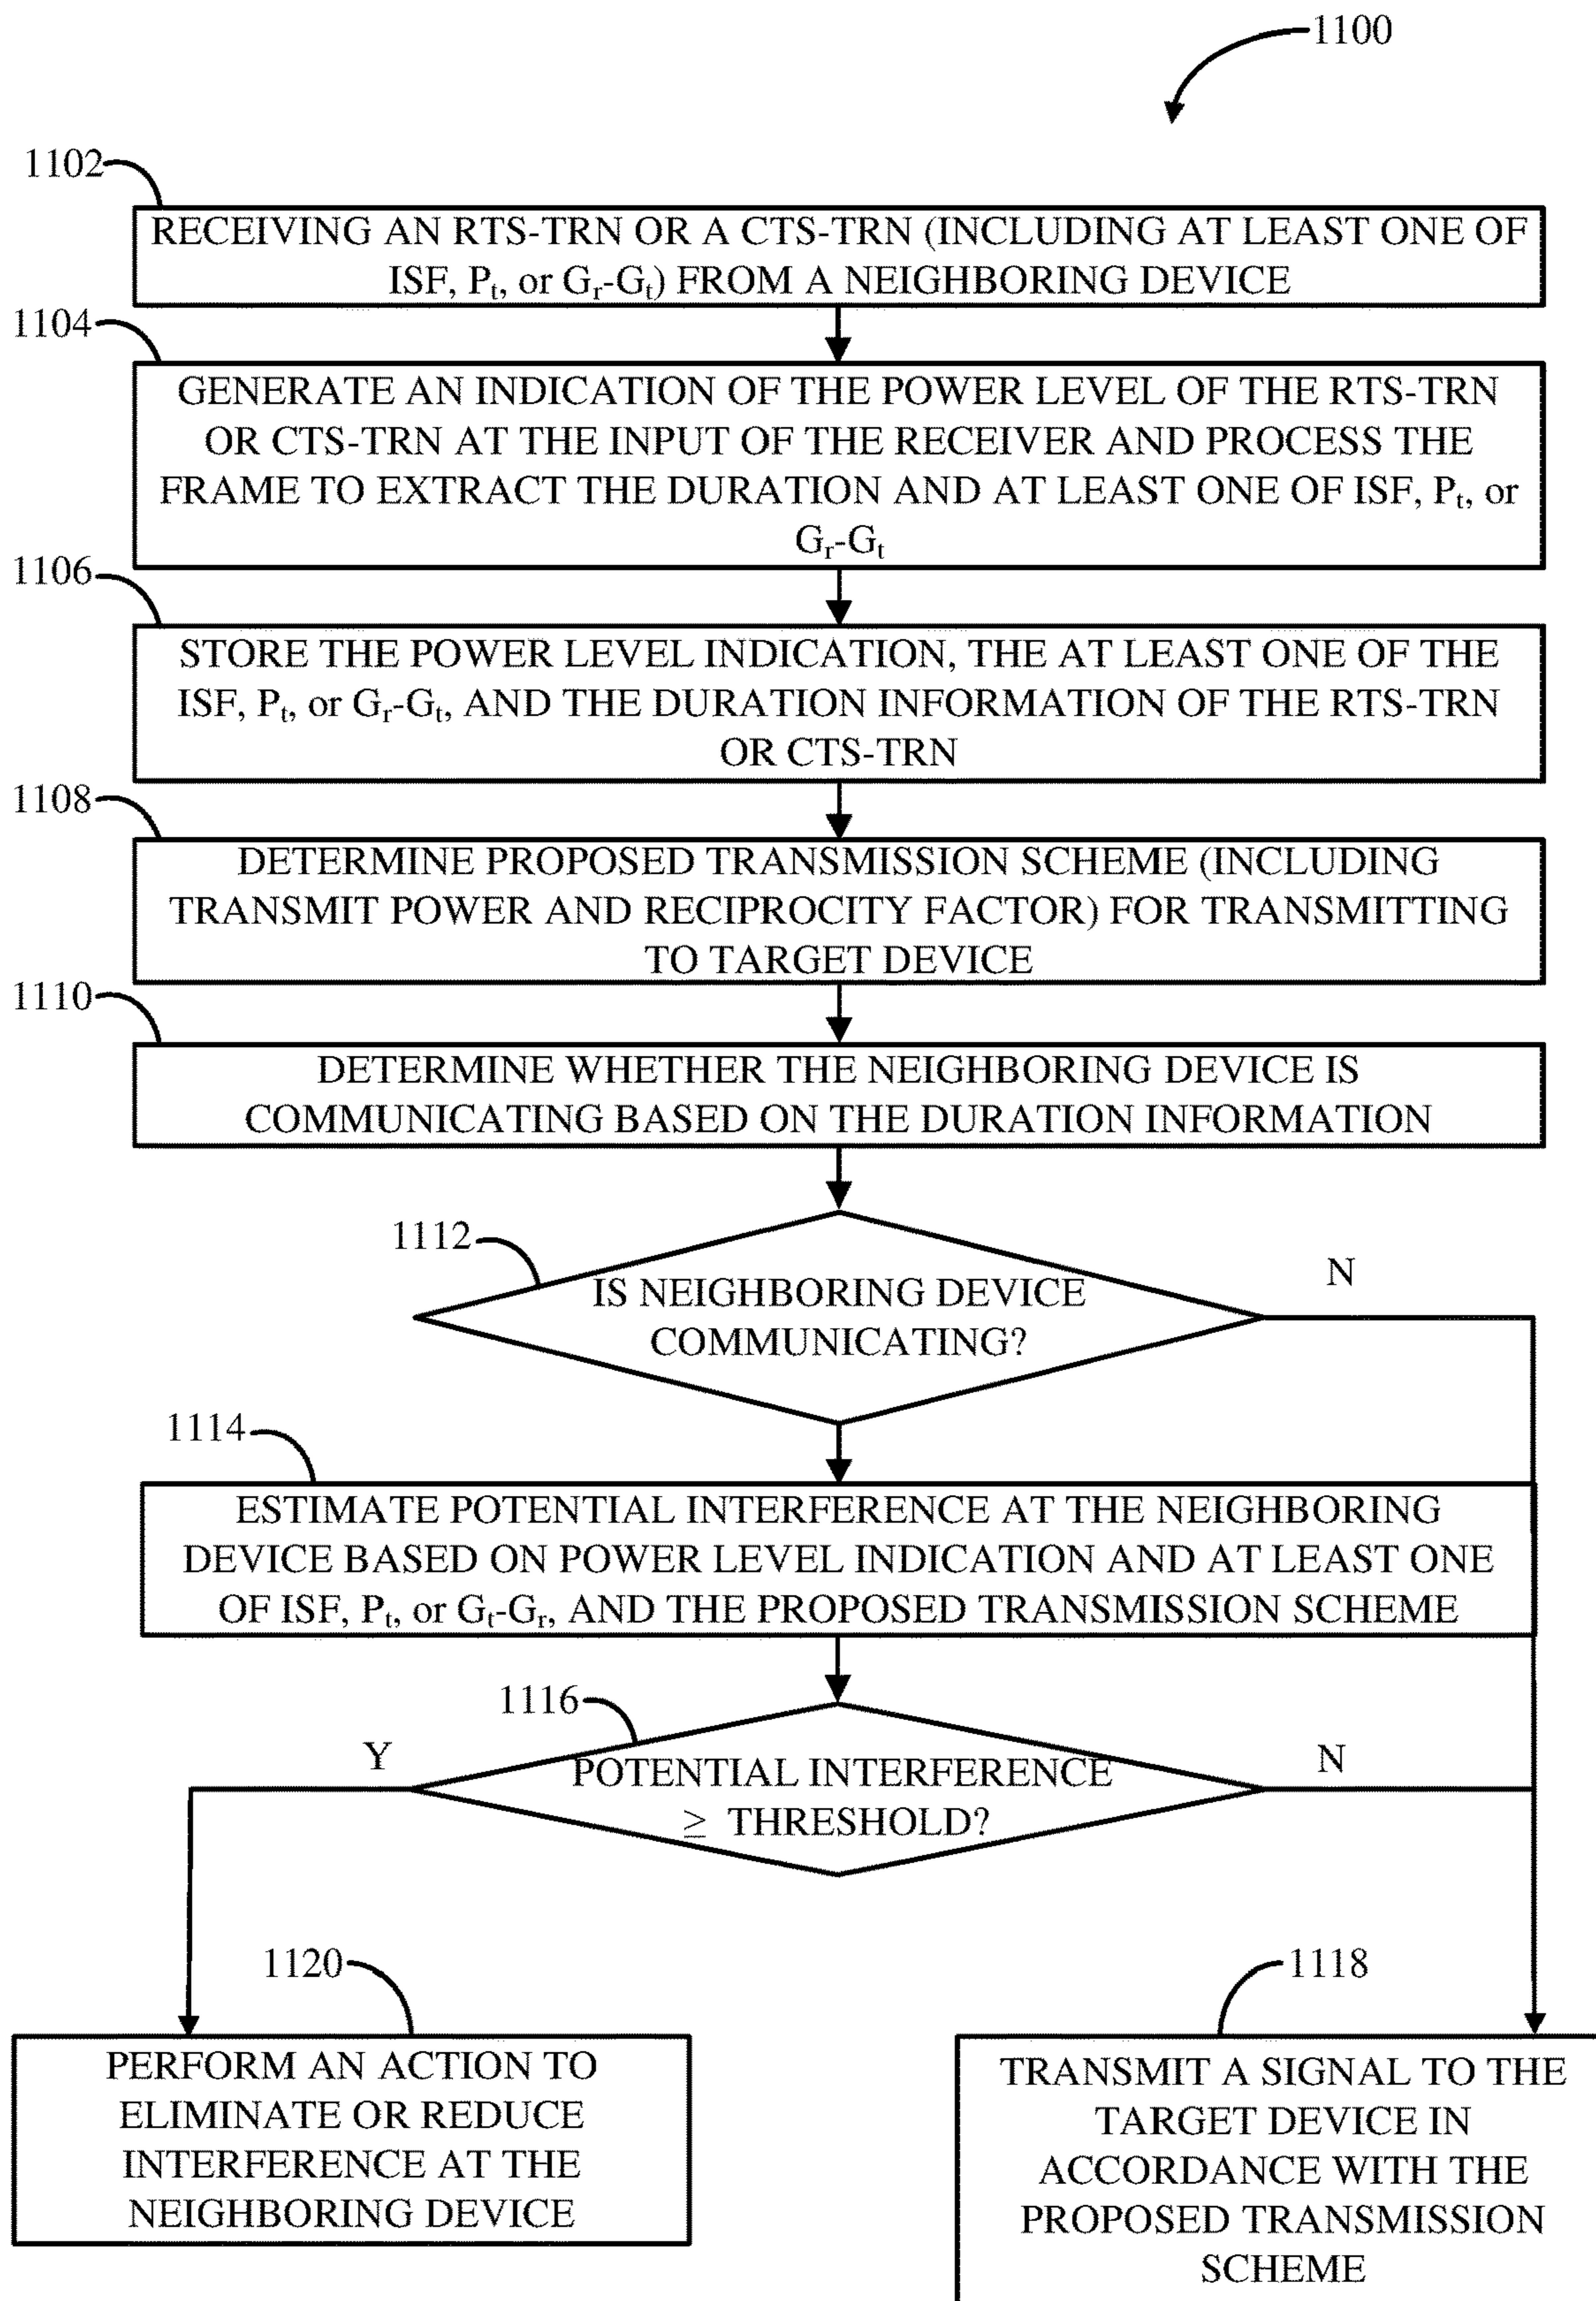 1100
1102
RECEIVING AN RTS-TRN OR A CTS-TRN (INCLUDING AT LEAST ONE OF
ISF, Pt, or Gr-Gt) FROM A NEIGHBORING DEVICE
1104
GENERATE AN INDICATION OF THE POWER LEVEL OF THE RTS-TRN
OR CTS-TRN AT THE INPUT OF THE RECEIVER AND PROCESS THE
FRAME TO EXTRACT THE DURATION AND AT LEAST ONE OF ISF, Pt, or
Gr-Gt
1106
STORE THE POWER LEVEL INDICATION, THE AT LEAST ONE OF THE
ISF, Pt, or Gr-Gt, AND THE DURATION INFORMATION OF THE RTS-TRN
OR CTS-TRN
1108
DETERMINE PROPOSED TRANSMISSION SCHEME (INCLUDING
TRANSMIT POWER AND RECIPROCITY FACTOR) FOR TRANSMITTING
TO TARGET DEVICE
1110
DETERMINE WHETHER THE NEIGHBORING DEVICE IS
COMMUNICATING BASED ON THE DURATION INFORMATION
1112
N
IS NEIGHBORING DEVICE
COMMUNICATING?
1114
ESTIMATE POTENTIAL INTERFERENCE AT THE NEIGHBORING
DEVICE BASED ON POWER LEVEL INDICATION AND AT LEAST ONE
OF ISF, Pt, or Gt-Gr, AND THE PROPOSED TRANSMISSION SCHEME
1116
Y
N
POTENTIAL INTERFERENCE
≥ THRESHOLD?
1120
PERFORM AN ACTION TO
ELIMINATE OR REDUCE
INTERFERENCE AT THE
NEIGHBORING DEVICE
1118
TRANSMIT A SIGNAL TO THE
TARGET DEVICE IN
ACCORDANCE WITH THE
PROPOSED TRANSMISSION
SCHEME